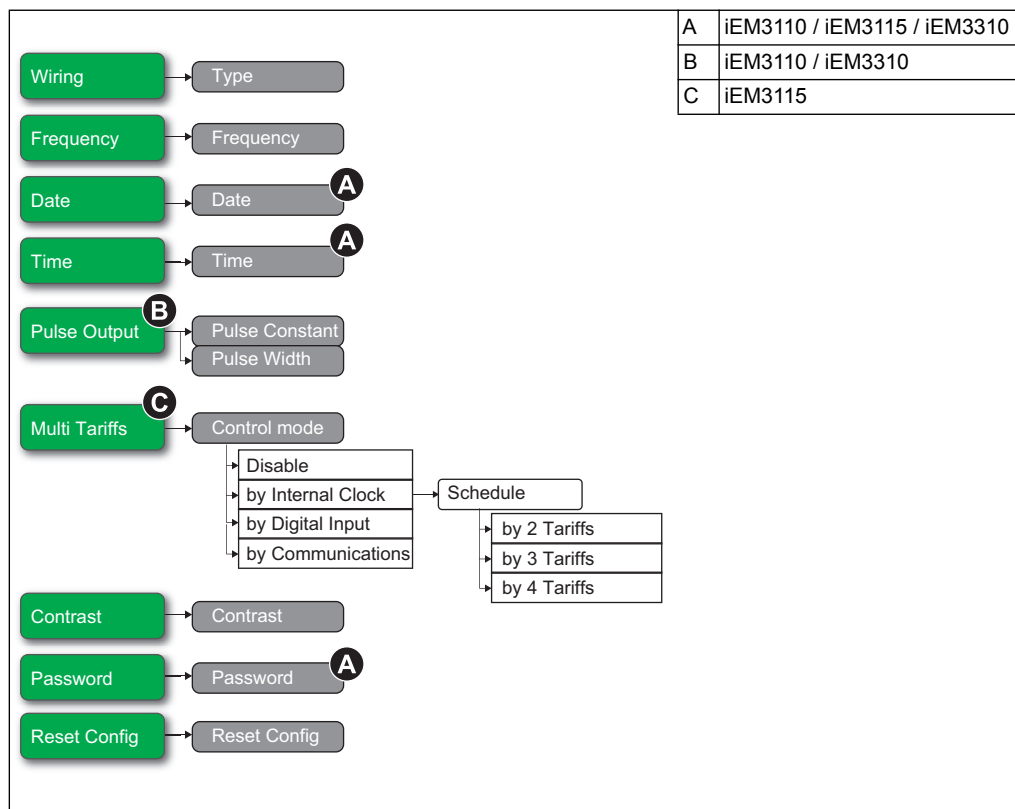 A iEM3110 / iEM3115 / iEM3310
B iEM3110 / iEM3310
C iEM3115
Wiring
Type
Frequency
Frequency
Date
Date
A
Time
Time
A
Pulse Output
B
Pulse Constant
Pulse Width
Multi Tariffs
C
Control mode
Disable
by Internal Clock
Schedule
by Digital Input
by Communications
by 2 Tariffs
by 3 Tariffs
by 4 Tariffs
Contrast
Contrast
Password
Password
A
Reset Config
Reset Config